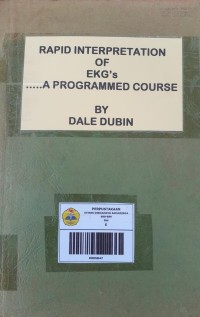 RAPID INTERPRETATION
OF
EKG's
.....A PROGRAMMED COURSE
BY
DALE DUBIN
PERPUSTAKAAN